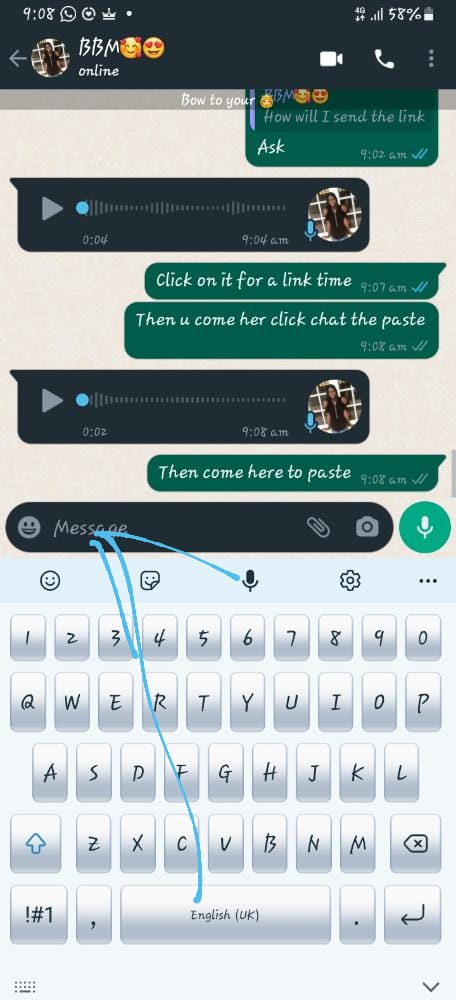 9:08 4G 58%
BBM🥰😍
online
Bow to your
BBM🥰😍
How will I send the link
Ask
9:02 am
0:04 9:04 am
Click on it for a link time 9:07 am
Then u come her click chat the paste
9:08 am
0:02 9:08 am
Then come here to paste 9:08 am
Message
1 2 3 4 5 6 7 8 9 0
Q W E R T Y U I O P
A S D F G H J K L
Z X C V B N M
!#1 , English (UK) .